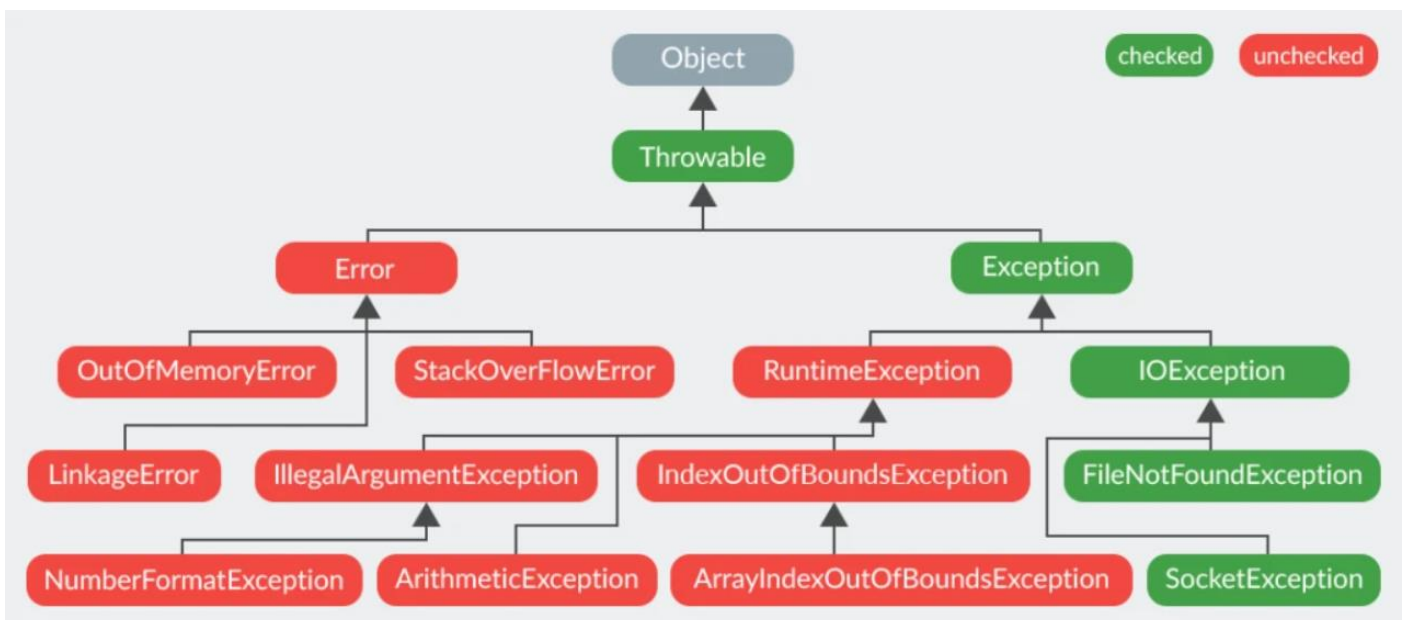 Object
checked
unchecked
Throwable
Error
Exception
OutOfMemoryError
StackOverFlowError
RuntimeException
IOException
LinkageError
IllegalArgumentException
IndexOutOfBoundsException
FileNotFoundException
NumberFormatException
ArithmeticException
ArrayIndexOutOfBoundsException
SocketException